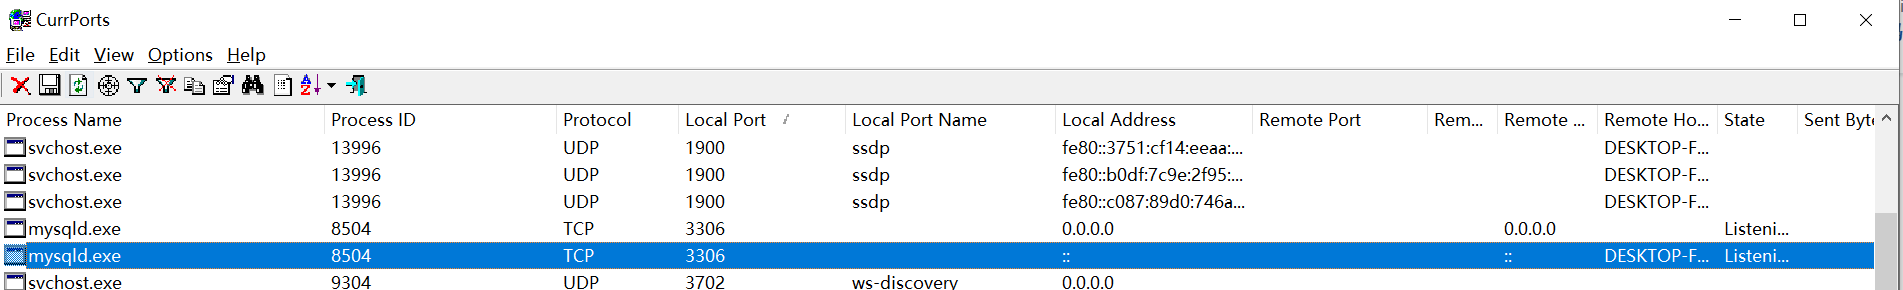 CurrPorts
File Edit View Options Help
Process Name Process ID Protocol Local Port / Local Port Name Local Address Remote Port Rem... Remote ... Remote Ho... State Sent Byte
svchost.exe 13996 UDP 1900 ssdp fe80::3751:cf14:eeaa:... DESKTOP-F...
svchost.exe 13996 UDP 1900 ssdp fe80::b0df:7c9e:2f95:... DESKTOP-F...
svchost.exe 13996 UDP 1900 ssdp fe80::c087:89d0:746a... DESKTOP-F...
mysqld.exe 8504 TCP 3306 0.0.0.0 0.0.0.0 Listeni...
mysqld.exe 8504 TCP 3306 :: :: DESKTOP-F... Listeni...
svchost.exe 9304 UDP 3702 ws-discovery 0.0.0.0